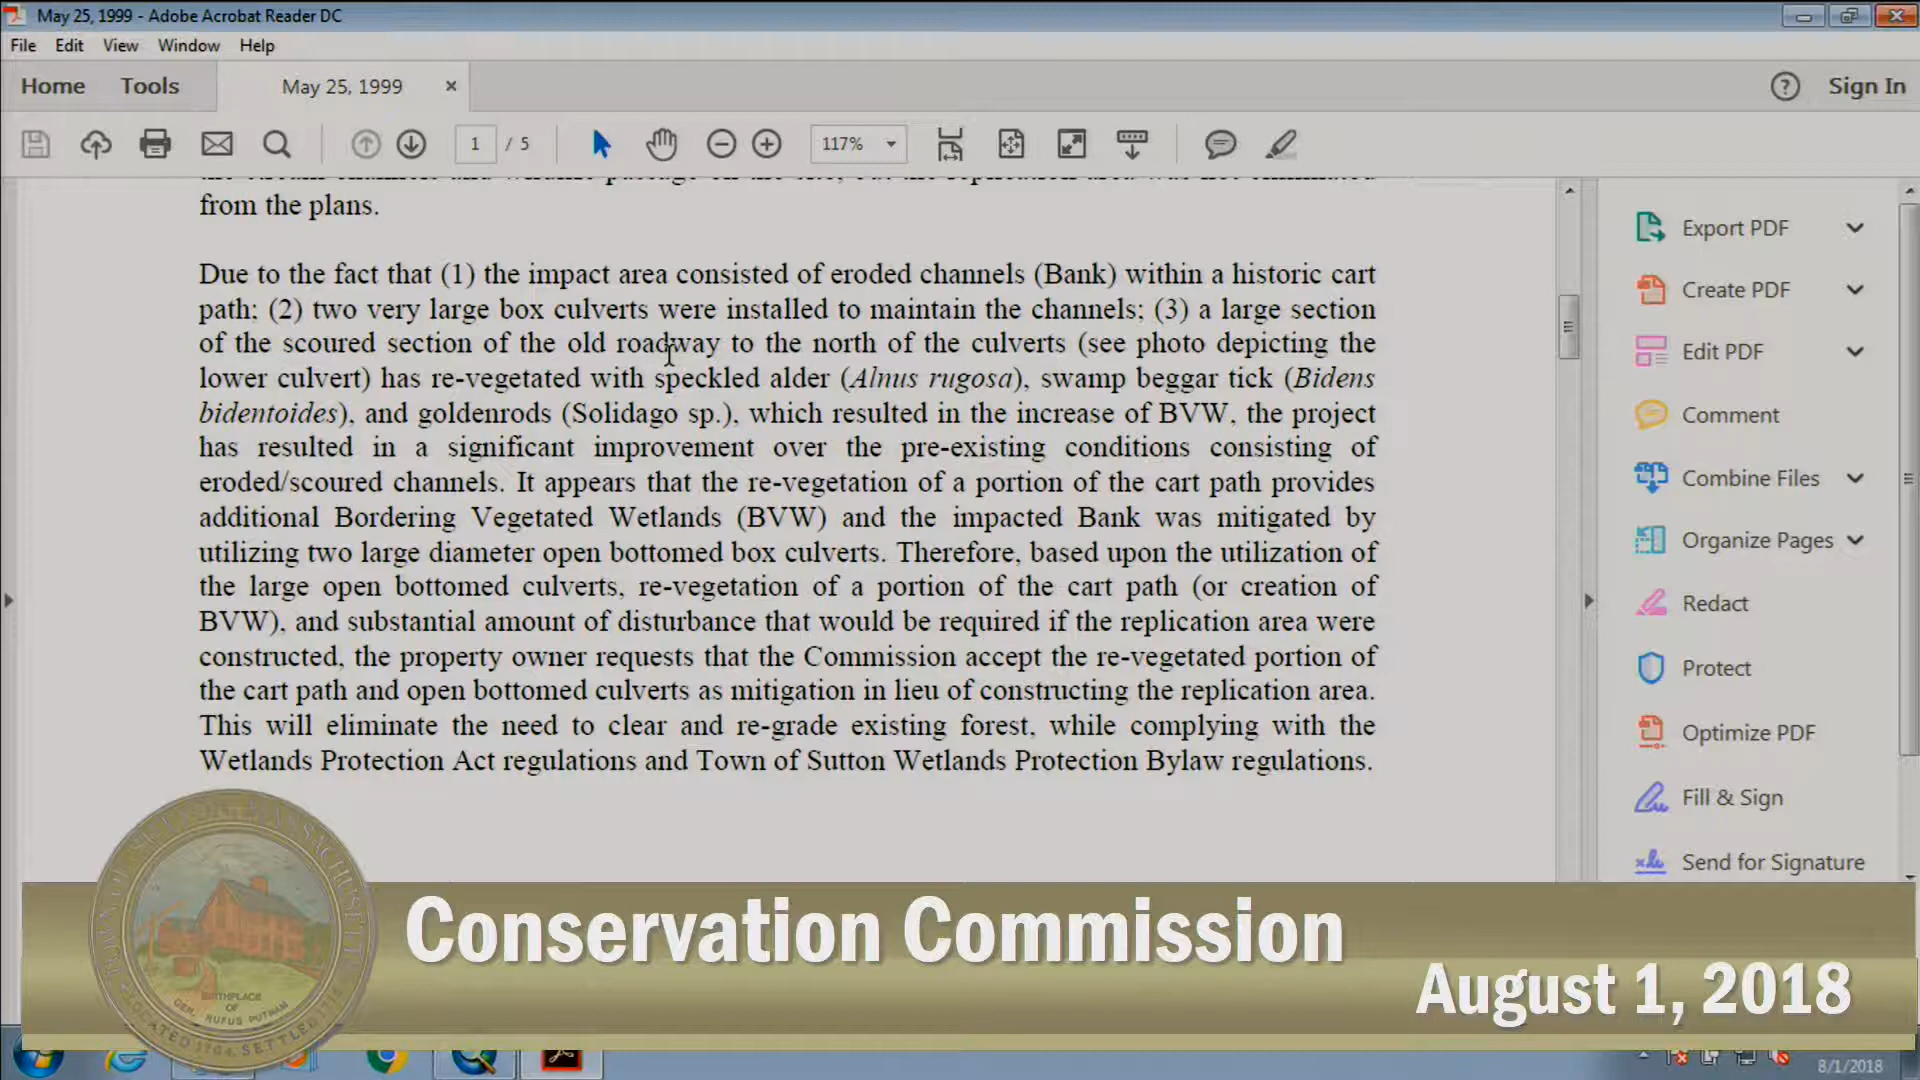 May 25, 1999 - Adobe Acrobat Reader DC
File Edit View Window Help
Home Tools May 25, 1999 Sign In
1 / 5 117%
from the plans.
Due to the fact that (1) the impact area consisted of eroded channels (Bank) within a historic cart
path; (2) two very large box culverts were installed to maintain the channels; (3) a large section
of the scoured section of the old roadway to the north of the culverts (see photo depicting the
lower culvert) has re-vegetated with speckled alder (Alnus rugosa), swamp beggar tick (Bidens
bidentoides), and goldenrods (Solidago sp.), which resulted in the increase of BVW, the project
has resulted in a significant improvement over the pre-existing conditions consisting of
eroded/scoured channels. It appears that the re-vegetation of a portion of the cart path provides
additional Bordering Vegetated Wetlands (BVW) and the impacted Bank was mitigated by
utilizing two large diameter open bottomed box culverts. Therefore, based upon the utilization of
the large open bottomed culverts, re-vegetation of a portion of the cart path (or creation of
BVW), and substantial amount of disturbance that would be required if the replication area were
constructed, the property owner requests that the Commission accept the re-vegetated portion of
the cart path and open bottomed culverts as mitigation in lieu of constructing the replication area.
This will eliminate the need to clear and re-grade existing forest, while complying with the
Wetlands Protection Act regulations and Town of Sutton Wetlands Protection Bylaw regulations.
Export PDF
Create PDF
Edit PDF
Comment
Combine Files
Organize Pages
Redact
Protect
Optimize PDF
Fill & Sign
Send for Signature
TOWN OF SUTTON, MASSACHUSETTS
BIRTHPLACE
OF
GEN. RUFUS PUTNAM
LOCATED 1704. SETTLED 1716
Conservation Commission
August 1, 2018
8/1/2018